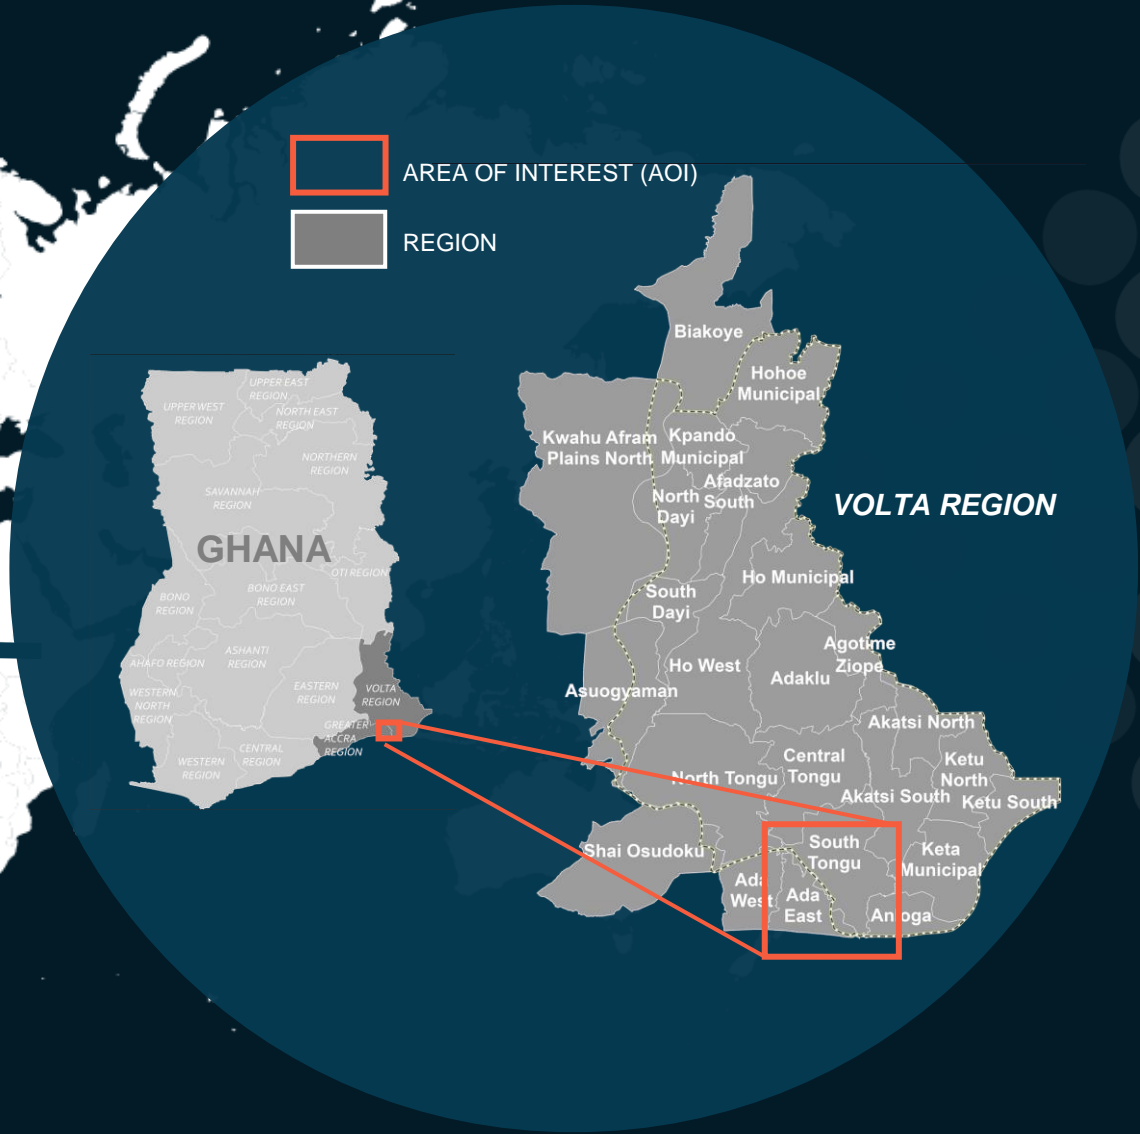 AREA OF INTEREST (AOI)
REGION
UPPER EAST
REGION
UPPER WEST
REGION
NORTH EAST
REGION
NORTHERN
REGION
SAVANNAH
REGION
GHANA
OTI REGION
BONO EAST
REGION
BONO
REGION
ASHANTI
REGION
AHAFO REGION
EASTERN
REGION
VOLTA
REGION
WESTERN
NORTH
REGION
GREATER
ACCRA
REGION
CENTRAL
REGION
WESTERN
REGION
VOLTA REGION
Biakoye
Hohoe
Municipal
Kwahu Afram
Plains North
Kpando
Municipal
Afadzato
South
North
Dayi
Ho Municipal
South
Dayi
Agotime
Ziope
Ho West
Adaklu
Asuogyaman
Akatsi North
Central
Tongu
Ketu
North
North Tongu
Akatsi South
Ketu South
Shai Osudoku
South
Tongu
Keta
Municipal
Ada
West
Ada
East
Anloga